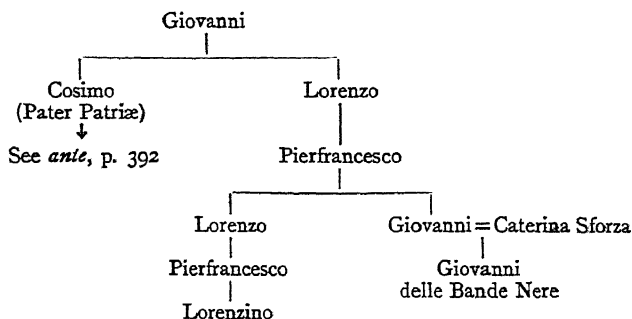 Giovanni
Cosimo
(Pater Patriæ)
See ante, p. 392
Lorenzo
Pierfrancesco
Lorenzo
Pierfrancesco
Lorenzino
Giovanni = Caterina Sforza
Giovanni
delle Bande Nere